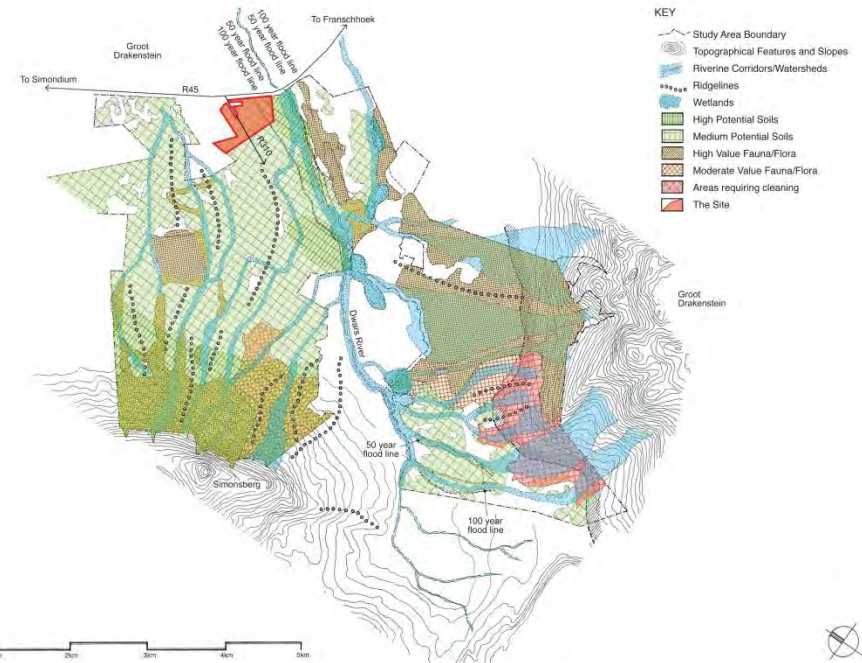 To Franschhoek
100 year flood line
50 year flood line
50 year flood line
100 year flood line
Groot
Drakenstein
To Simondium
R45
R310
KEY
Study Area Boundary
Topographical Features and Slopes
Riverine Corridors/Watersheds
Ridgelines
Wetlands
High Potential Soils
Medium Potential Soils
High Value Fauna/Flora
Moderate Value Fauna/Flora
Areas requiring cleaning
The Site
Groot
Drakenstein
Dwars River
50 year
flood line
Simonsberg
100 year
flood line
2km
3km
4km
5km